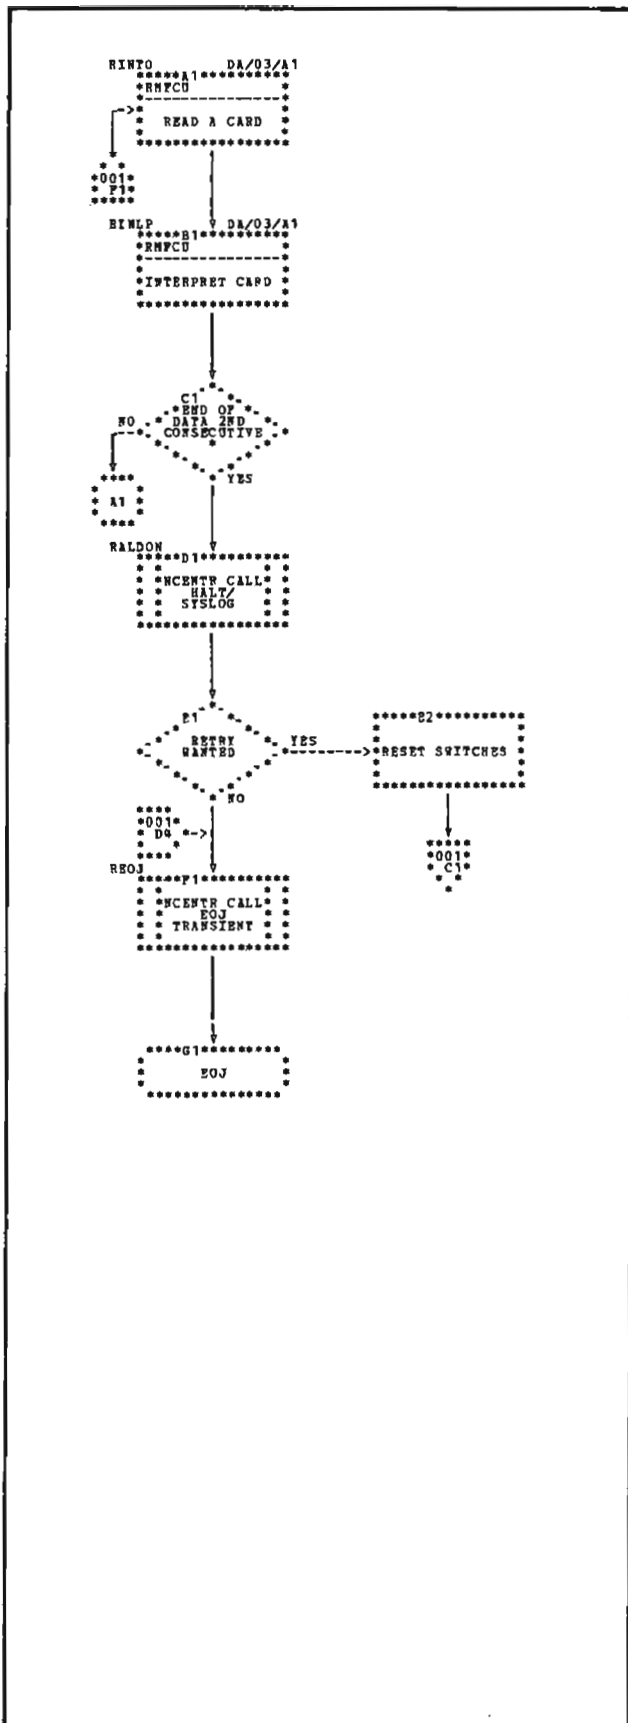 RINTO DA/03/A1
*****A1**********
*RMFCU *
*---------------*
* READ A CARD *
*****************
*001*
* F1*
*****
RINLP DA/03/A1
*****B1**********
*RMFCU *
*---------------*
*INTERPRET CARD *
*****************
C1
END OF
DATA 2ND
CONSECUTIVE
NO
YES
****
* A1 *
****
RALDON
*****D1**********
*NCENTR CALL*
HALT/
SYSLOG
*****************
E1
RETRY
WANTED
YES
*****E2**********
*RESET SWITCHES *
*****************
NO
****
*001*
D4 *->
****
*****
*001*
* C1*
* *
*
REOJ
*****F1**********
*NCENTR CALL*
EOJ
TRANSIENT
*****************
****G1*********
* EOJ *
***************